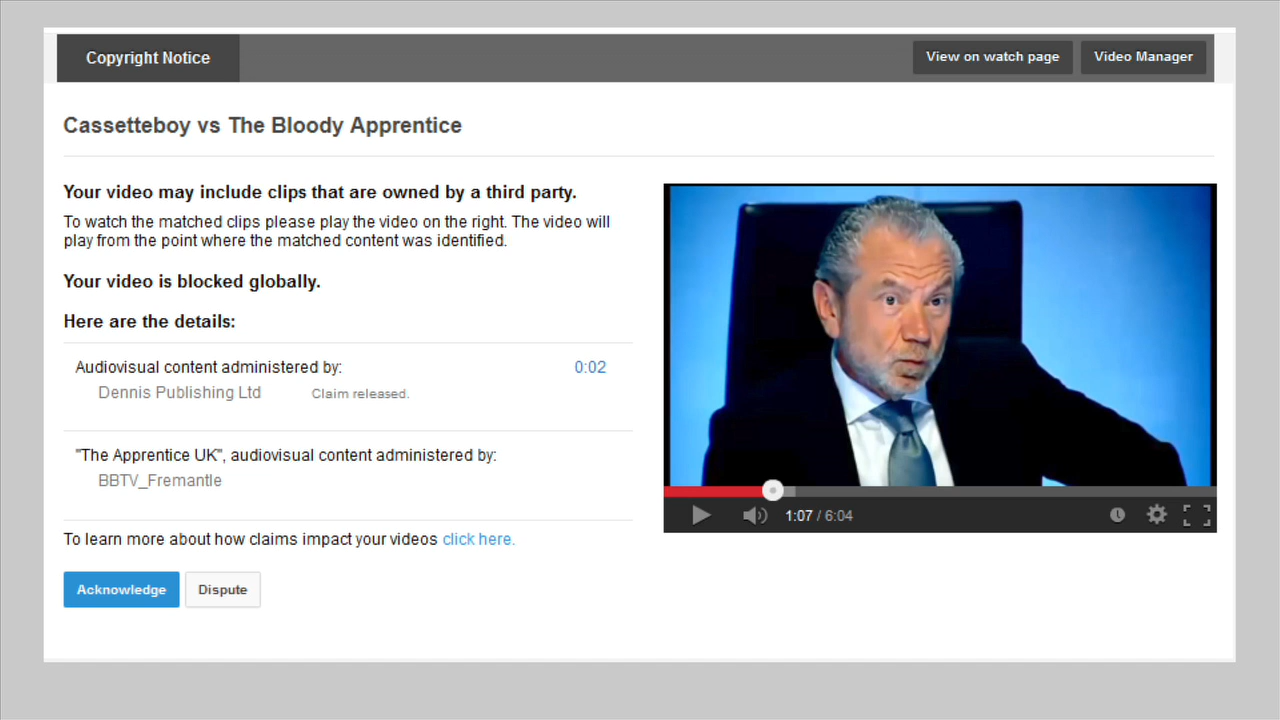 Copyright Notice
View on watch page
Video Manager
Cassetteboy vs The Bloody Apprentice
Your video may include clips that are owned by a third party.
To watch the matched clips please play the video on the right. The video will
play from the point where the matched content was identified.
Your video is blocked globally.
Here are the details:
Audiovisual content administered by:
0:02
Dennis Publishing Ltd
Claim released.
"The Apprentice UK", audiovisual content administered by:
BBTV_Fremantle
To learn more about how claims impact your videos click here.
Acknowledge
Dispute
1:07 / 6:04